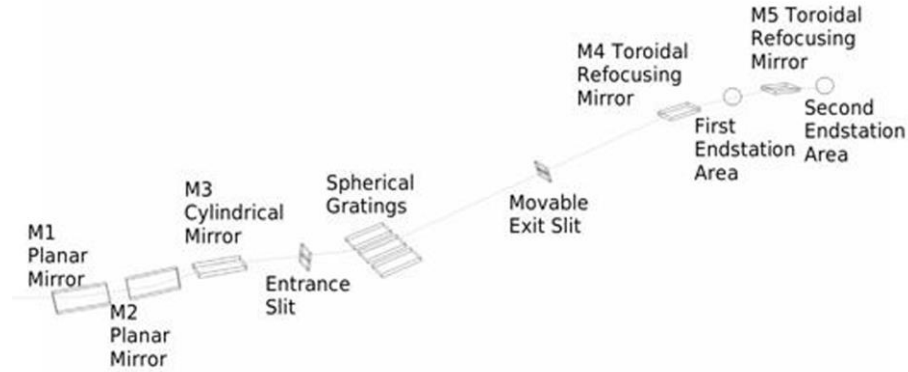 M1
Planar
Mirror
M2
Planar
Mirror
M3
Cylindrical
Mirror
Entrance
Slit
Spherical
Gratings
Movable
Exit Slit
M4 Toroidal
Refocusing
Mirror
First
Endstation
Area
M5 Toroidal
Refocusing
Mirror
Second
Endstation
Area